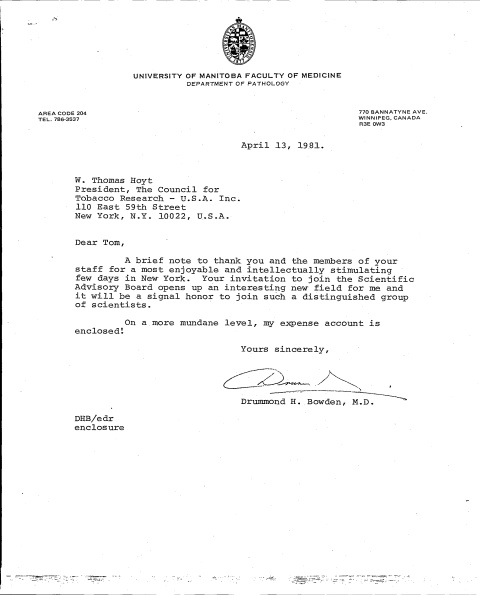 UNIVERSITY OF MANITOBA FACULTY OF MEDICINE
DEPARTMENT OF PATHOLOGY
AREA CODE 204
TEL. 786-3537
770 BANNATYNE AVE.
WINNIPEG, CANADA
R3E 0W3
April 13, 1981.
W. Thomas Hoyt
President, The Council for
Tobacco Research - U.S.A. Inc.
110 East 59th Street
New York, N.Y. 10022, U.S.A.
Dear Tom,
A brief note to thank you and the members of your
staff for a most enjoyable and intellectually stimulating
few days in New York. Your invitation to join the Scientific
Advisory Board opens up an interesting new field for me and
it will be a signal honor to join such a distinguished group
of scientists.
On a more mundane level, my expense account is
enclosed!
Yours sincerely,
Drummond H. Bowden, M.D.
DHB/edr
enclosure